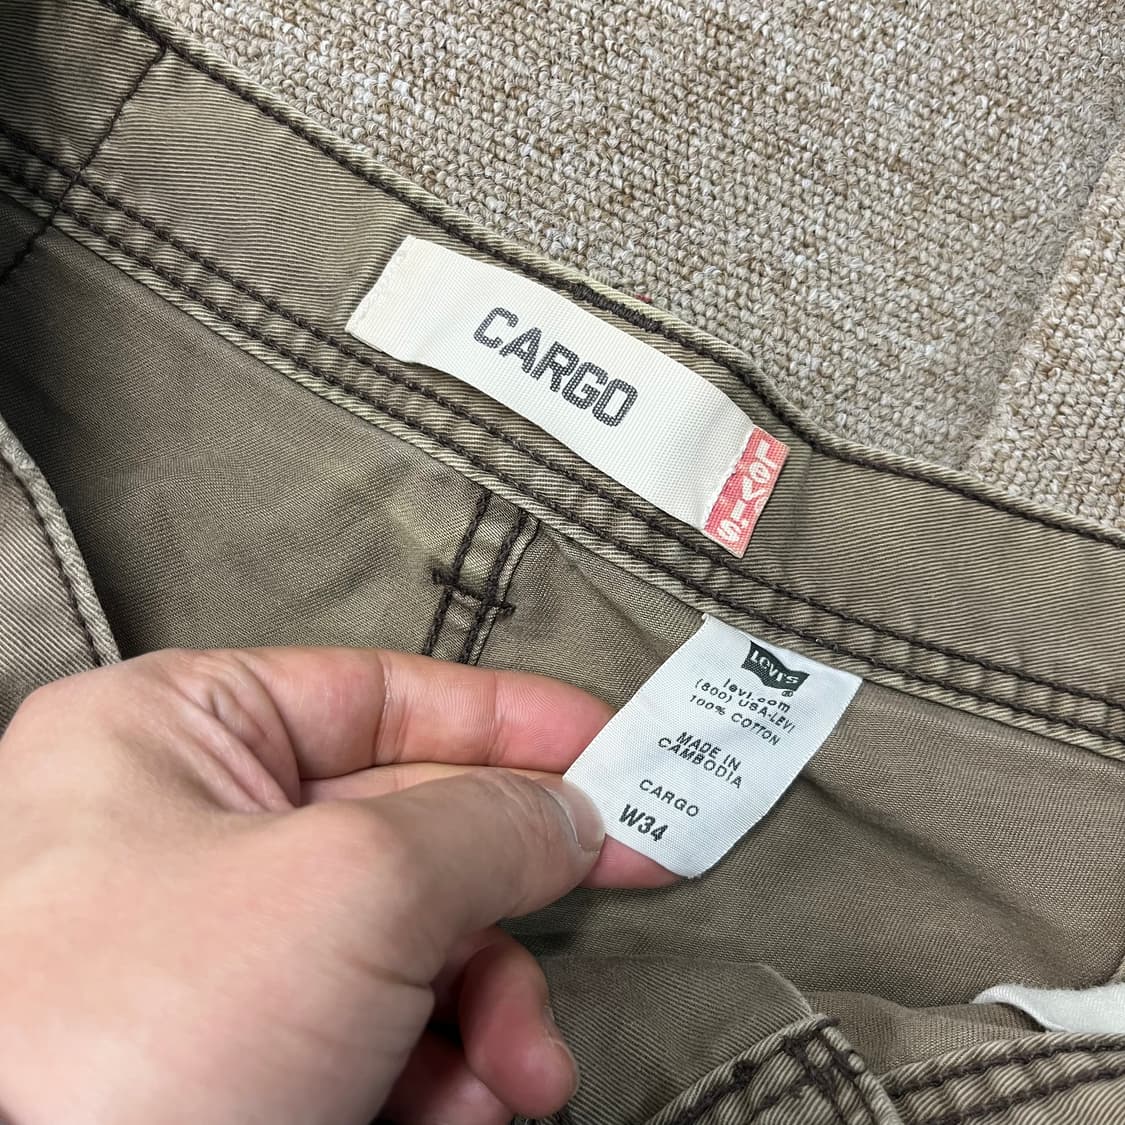 CARGO
Levi's
LEVI'S
®
levi.com
(800) USA-LEVI
100% COTTON
MADE IN
CAMBODIA
CARGO
W34